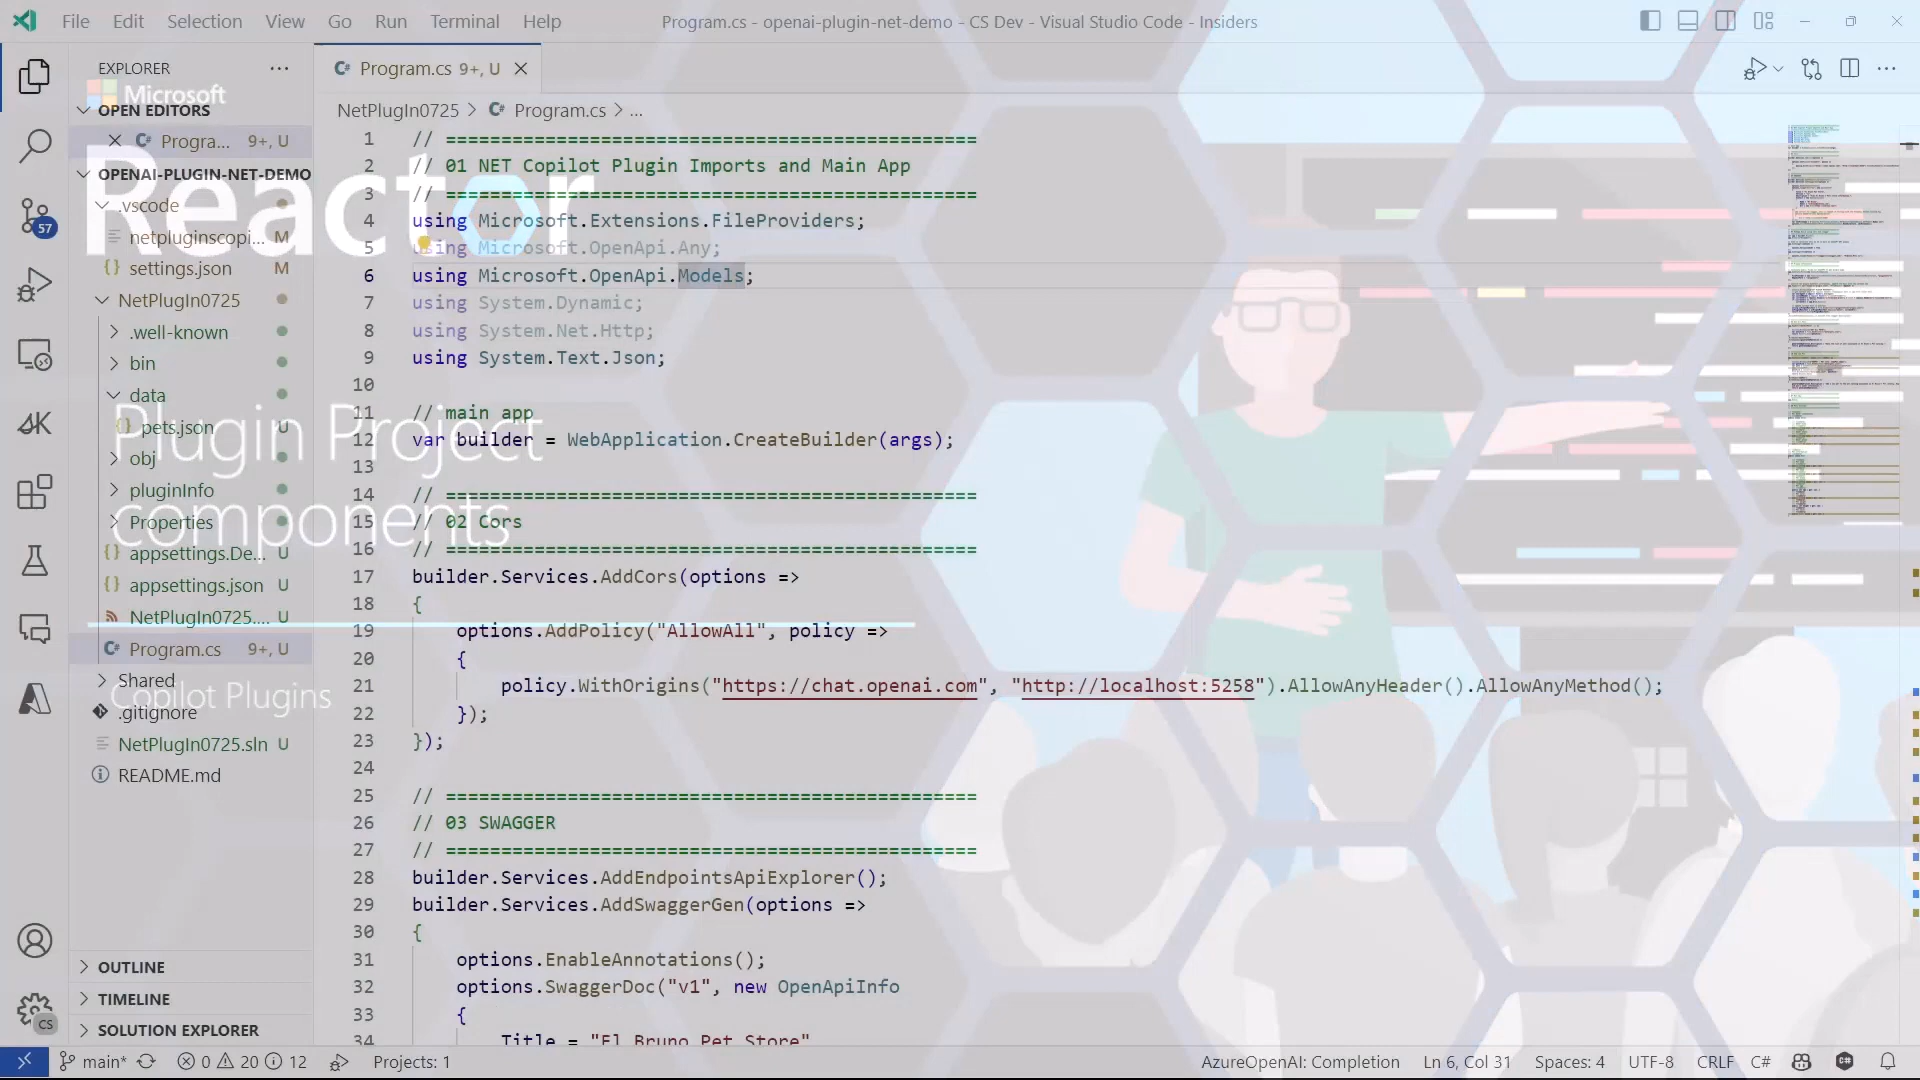 File Edit Selection View Go Run Terminal Help
Program.cs - openai-plugin-net-demo - CS Dev - Visual Studio Code - Insiders
EXPLORER
Program.cs 9+, U
Microsoft
OPEN EDITORS
Progra... 9+, U
OPENAI-PLUGIN-NET-DEMO
Reactor
.vscode
netpluginscopi... M
settings.json M
NetPlugIn0725
.well-known
bin
data
pets.json U
obj
pluginInfo
Properties
appsettings.De... U
appsettings.json U
NetPlugIn0725.... U
Program.cs 9+, U
Shared
.gitignore
NetPlugIn0725.sln U
README.md
Plugin Project
components
Copilot Plugins
57
OUTLINE
TIMELINE
SOLUTION EXPLORER
CS
NetPlugIn0725 > Program.cs > ...
1 // ================================================
2 // 01 NET Copilot Plugin Imports and Main App
3 // ================================================
4 using Microsoft.Extensions.FileProviders;
5 using Microsoft.OpenApi.Any;
6 using Microsoft.OpenApi.Models;
7 using System.Dynamic;
8 using System.Net.Http;
9 using System.Text.Json;
10
11 // main app
12 var builder = WebApplication.CreateBuilder(args);
13
14 // ================================================
15 // 02 Cors
16 // ================================================
17 builder.Services.AddCors(options =>
18 {
19 options.AddPolicy("AllowAll", policy =>
20 {
21 policy.WithOrigins("https://chat.openai.com", "http://localhost:5258").AllowAnyHeader().AllowAnyMethod();
22 });
23 });
24
25 // ================================================
26 // 03 SWAGGER
27 // ================================================
28 builder.Services.AddEndpointsApiExplorer();
29 builder.Services.AddSwaggerGen(options =>
30 {
31 options.EnableAnnotations();
32 options.SwaggerDoc("v1", new OpenApiInfo
33 {
34 Title = "El Bruno Pet Store"
main* 0 20 12 Projects: 1
AzureOpenAI: Completion Ln 6, Col 31 Spaces: 4 UTF-8 CRLF C#